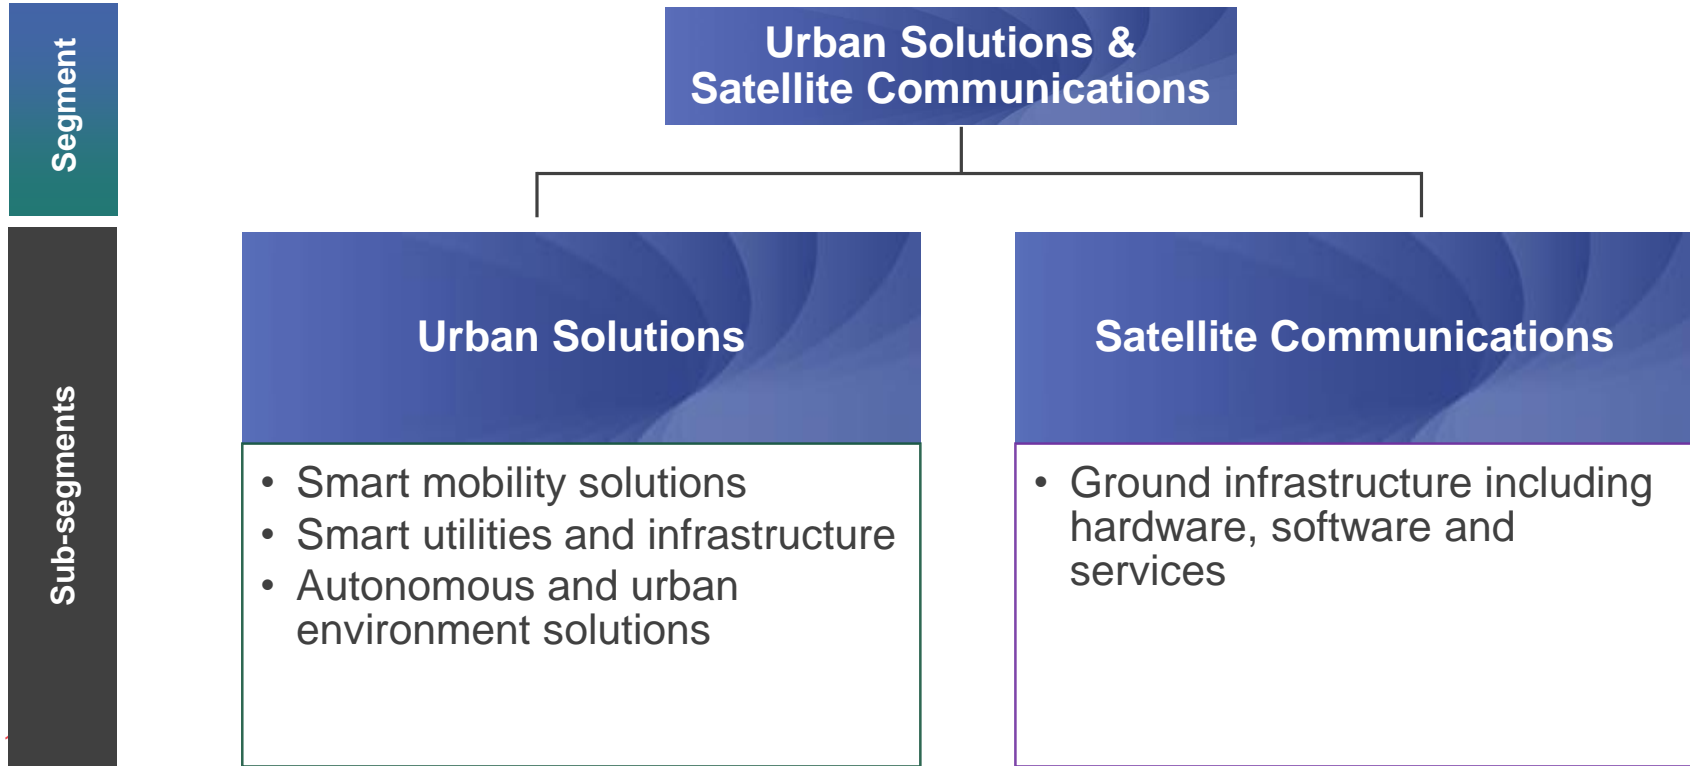 Segment
Urban Solutions &
Satellite Communications
Sub-segments
Urban Solutions
• Smart mobility solutions
• Smart utilities and infrastructure
• Autonomous and urban
environment solutions
Satellite Communications
• Ground infrastructure including
hardware, software and
services